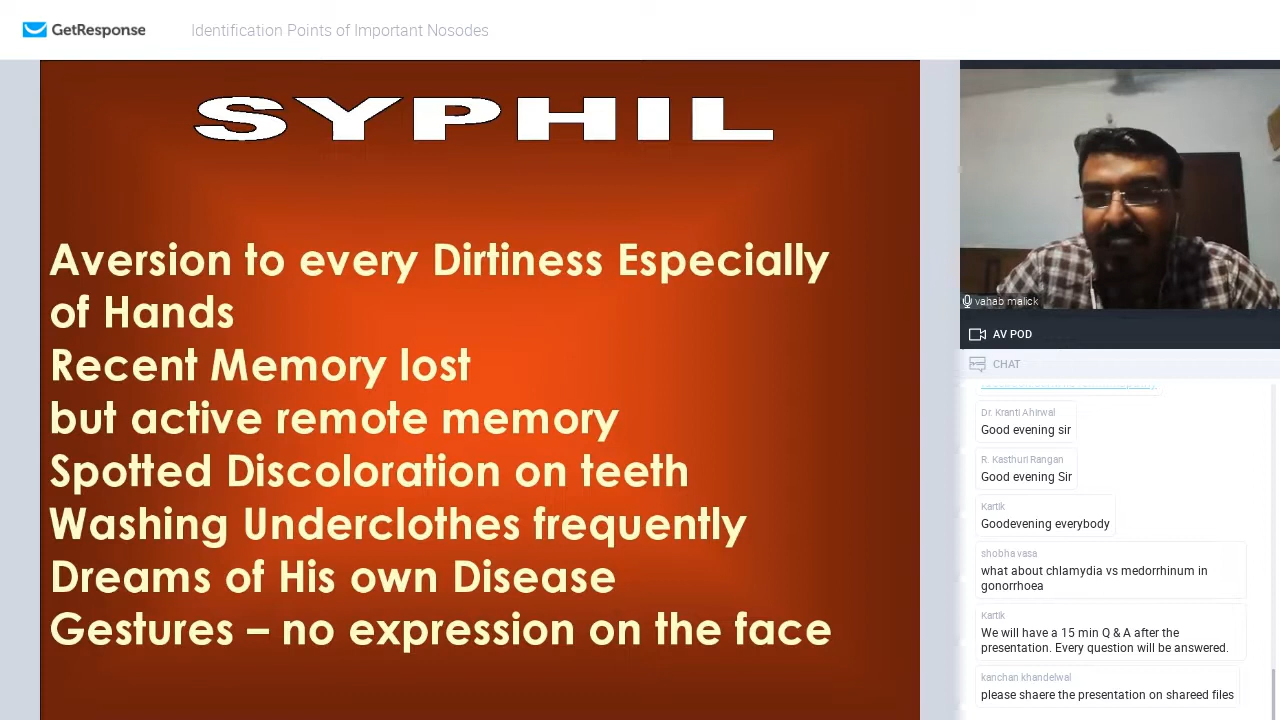 GetResponse
Identification Points of Important Nosodes
SYPHIL
Aversion to every Dirtiness Especially
of Hands
Recent Memory lost
but active remote memory
Spotted Discoloration on teeth
Washing Underclothes frequently
Dreams of His own Disease
Gestures – no expression on the face
vahab malick
AV POD
CHAT
Dr. Kranti Ahirwal
Good evening sir
R. Kasthuri Rangan
Good evening Sir
Kartik
Goodevening everybody
shobha vasa
what about chlamydia vs medorrhinum in
gonorrhoea
Kartik
We will have a 15 min Q & A after the
presentation. Every question will be answered.
kanchan khandelwal
please shaere the presentation on shareed files